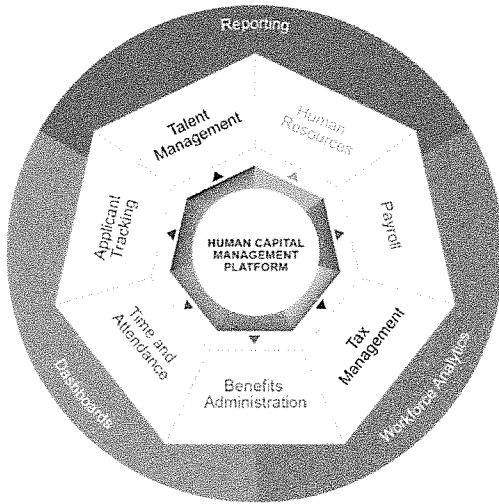 Reporting
Talent
Management
Human
Resources
Applicant
Tracking
Payroll
HUMAN CAPITAL
MANAGEMENT
PLATFORM
Time and
Attendance
Tax
Management
Benefits
Administration
Dashboards
Workforce Analytics